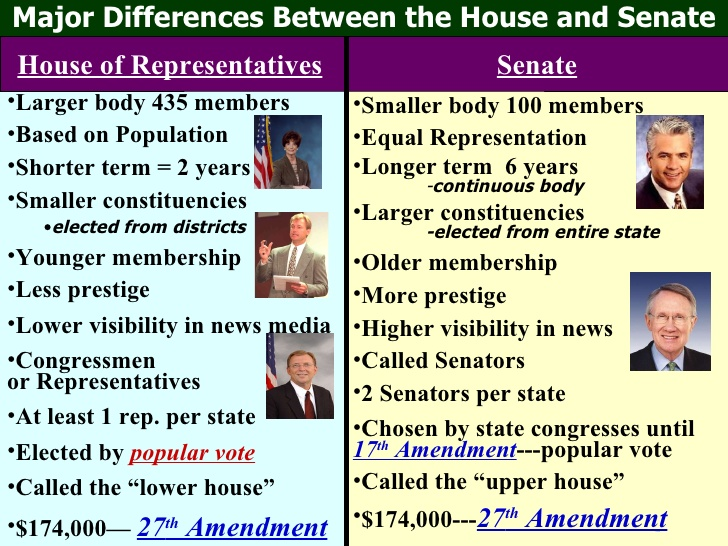 Major Differences Between the House and Senate
House of Representatives
•Larger body 435 members
•Based on Population
•Shorter term = 2 years
•Smaller constituencies
•elected from districts
•Younger membership
•Less prestige
•Lower visibility in news media
•Congressmen
or Representatives
•At least 1 rep. per state
•Elected by popular vote
•Called the “lower house”
•$174,000— 27th Amendment
Senate
•Smaller body 100 members
•Equal Representation
•Longer term  6 years
-continuous body
•Larger constituencies
-elected from entire state
•Older membership
•More prestige
•Higher visibility in news
•Called Senators
•2 Senators per state
•Chosen by state congresses until
17th Amendment---popular vote
•Called the “upper house”
•$174,000---27th Amendment